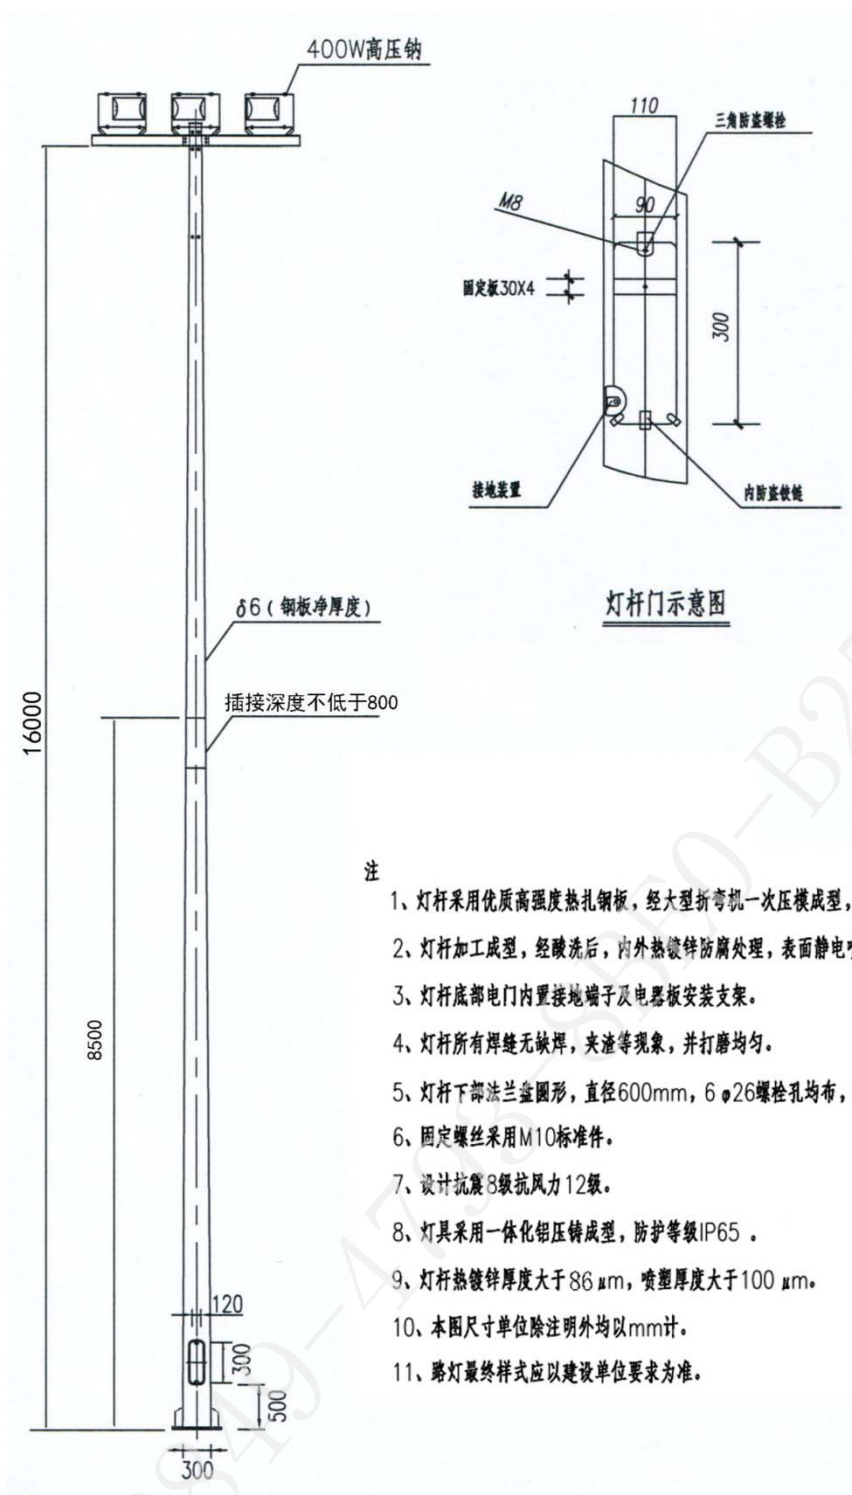 400W高压钠
110
三角防盗螺栓
M8
90
固定板30X4
300
接地装置
内防盗铰链
灯杆门示意图
δ6(钢板净厚度)
插接深度不低于800
16000
8500
注
1、灯杆采用优质高强度热扎钢板，经大型折弯机一次压模成型，
2、灯杆加工成型，经酸洗后，内外热镀锌防腐处理，表面静电
3、灯杆底部电门内置接地端子及电器板安装支架。
4、灯杆所有焊缝无缺焊，夹渣等现象，并打磨均匀。
5、灯杆下部法兰盘圆形，直径600mm，6φ26螺栓孔均布，
6、固定螺丝采用M10标准件。
7、设计抗震8级抗风力12级。
8、灯具采用一体化铝压铸成型，防护等级IP65 。
9、灯杆热镀锌厚度大于86μm，喷塑厚度大于100μm。
10、本图尺寸单位除注明外均以mm计。
11、路灯最终样式应以建设单位要求为准。
120
300
500
300